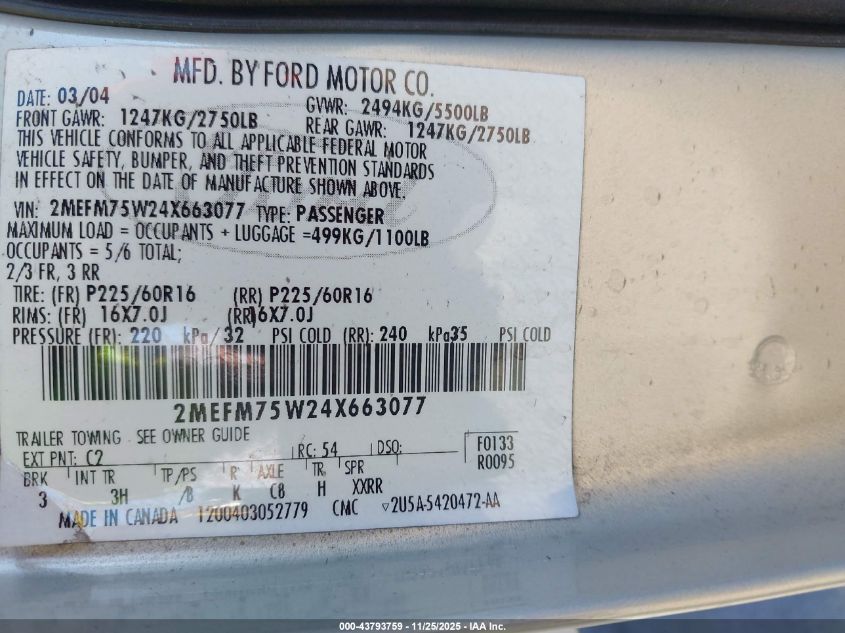 MFD. BY FORD MOTOR CO.
DATE: 03/04 GVWR: 2494KG/5500LB
FRONT GAWR: 1247KG/2750LB REAR GAWR: 1247KG/2750LB
THIS VEHICLE CONFORMS TO ALL APPLICABLE FEDERAL MOTOR
VEHICLE SAFETY, BUMPER, AND THEFT PREVENTION STANDARDS
IN EFFECT ON THE DATE OF MANUFACTURE SHOWN ABOVE.
VIN: 2MEFM75W24X663077 TYPE: PASSENGER
MAXIMUM LOAD = OCCUPANTS + LUGGAGE =499KG/1100LB
OCCUPANTS = 5/6 TOTAL;
2/3 FR, 3 RR
TIRE: (FR) P225/60R16 (RR) P225/60R16
RIMS: (FR) 16X7.0J (RR)16X7.0J
PRESSURE (FR): 220 kPa/32 PSI COLD (RR): 240 kPa35 PSI COLD
2MEFM75W24X663077
TRAILER TOWING - SEE OWNER GUIDE
EXT PNT: C2 RC: 54 DSO: F0133
R0095
BRK INT TR TP/PS R AXLE TR SPR
3 3H /B K C8 H XXRR
MADE IN CANADA 1200403052779 CMC ▽2U5A-5420472-AA
000-43793759 - 11/25/2025 - IAA Inc.